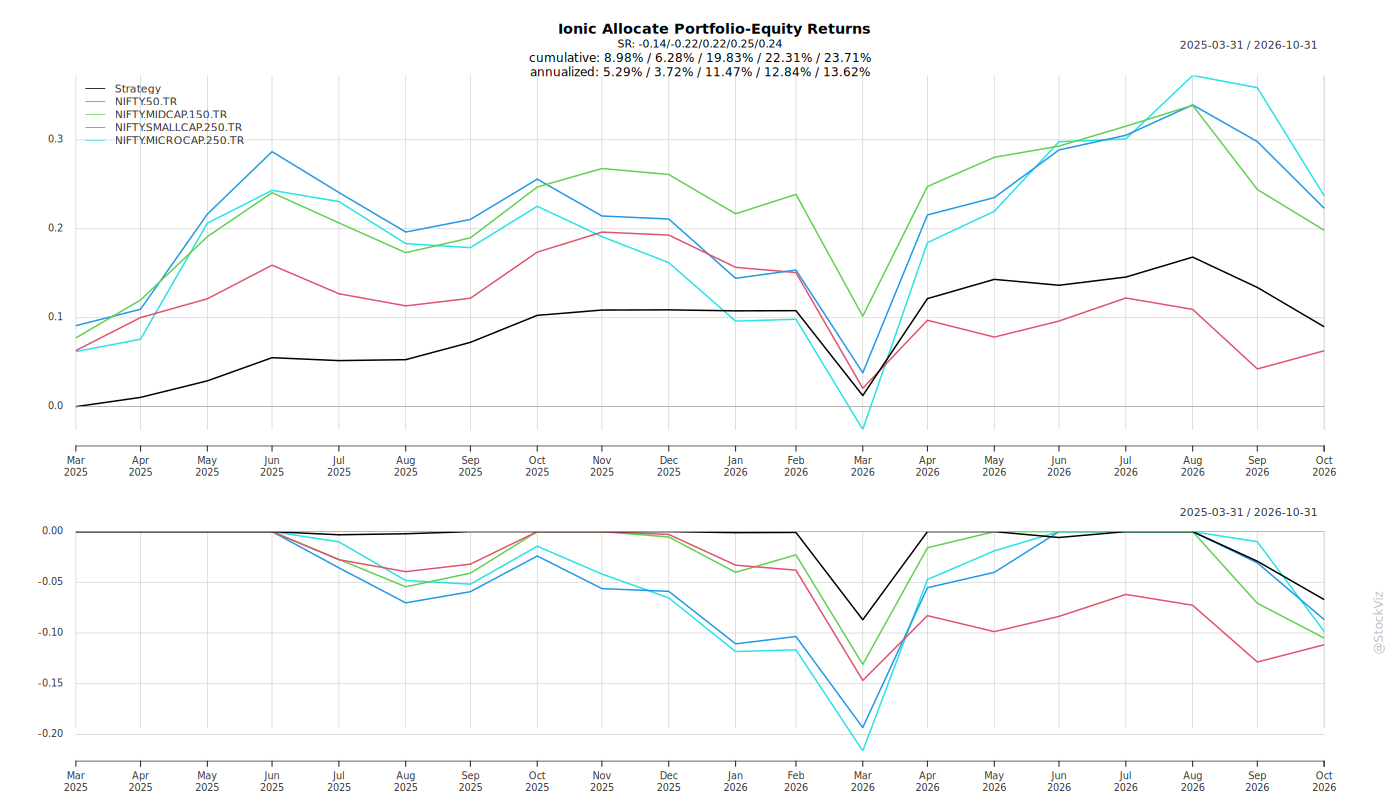 Ionic Allocate Portfolio-Equity Returns
SR: -0.14/-0.22/0.22/0.25/0.24
cumulative: 8.98% / 6.28% / 19.83% / 22.31% / 23.71%
annualized: 5.29% / 3.72% / 11.47% / 12.84% / 13.62%
2025-03-31 / 2026-10-31
Strategy
NIFTY.50.TR
NIFTY.MIDCAP.150.TR
NIFTY.SMALLCAP.250.TR
NIFTY.MICROCAP.250.TR
0.3
0.2
0.1
0.0
Mar Apr May Jun Jul Aug Sep Oct Nov Dec Jan Feb Mar Apr May Jun Jul Aug Sep Oct
2025 2025 2025 2025 2025 2025 2025 2025 2025 2025 2026 2026 2026 2026 2026 2026 2026 2026 2026 2026
2025-03-31 / 2026-10-31
0.00
-0.05
-0.10
-0.15
-0.20
Mar Apr May Jun Jul Aug Sep Oct Nov Dec Jan Feb Mar Apr May Jun Jul Aug Sep Oct
2025 2025 2025 2025 2025 2025 2025 2025 2025 2025 2026 2026 2026 2026 2026 2026 2026 2026 2026 2026
@StockViz